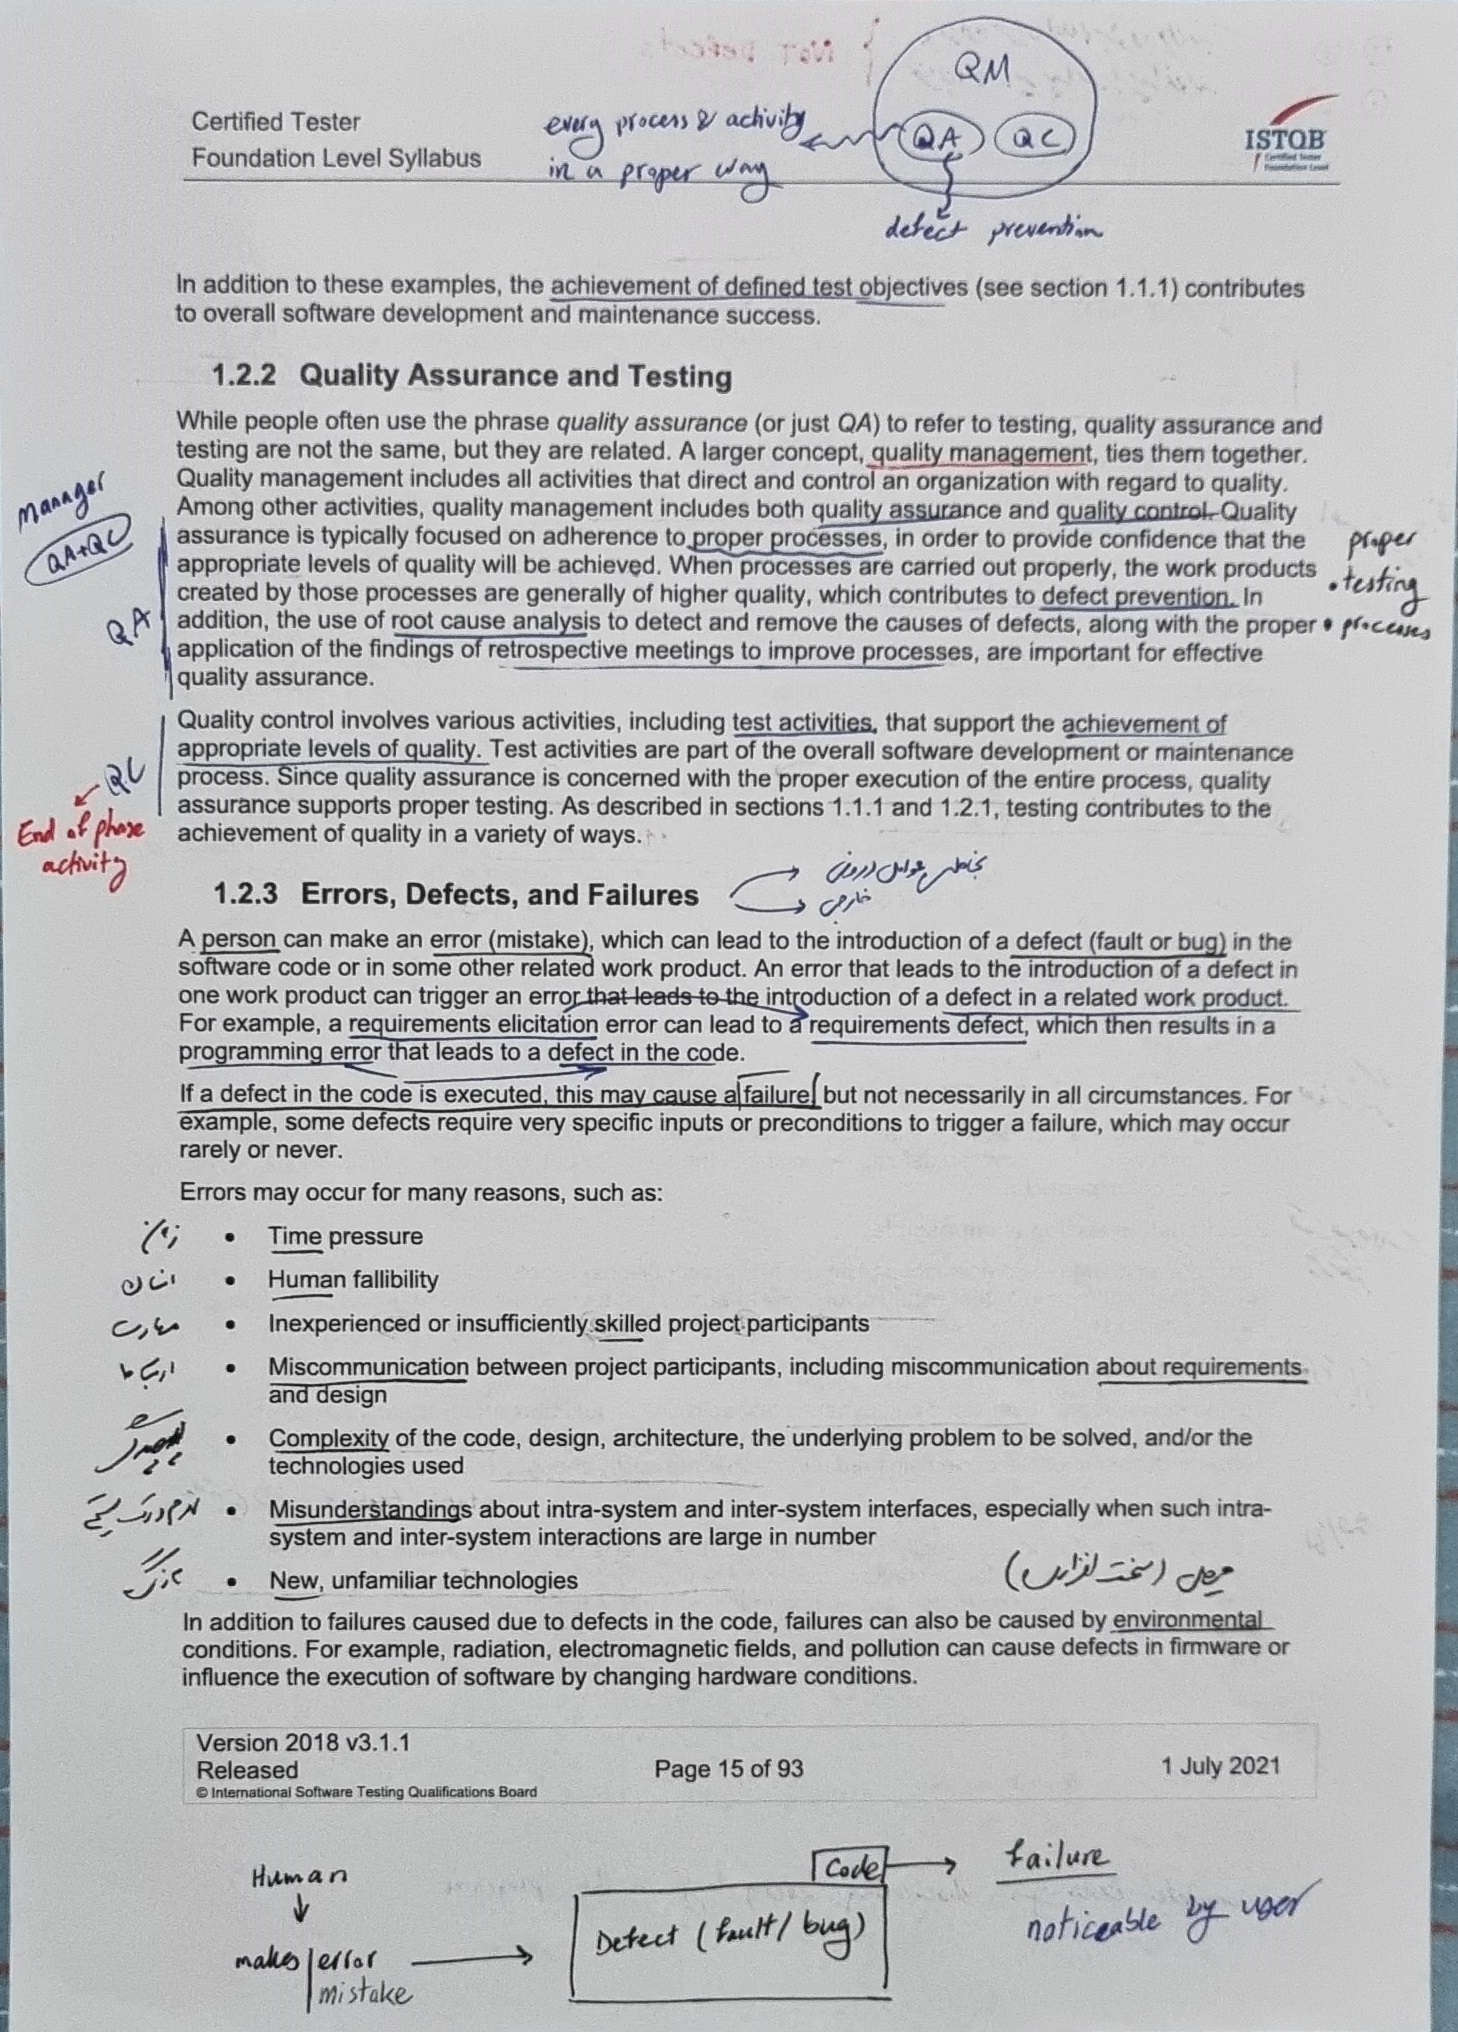 QM
Certified Tester
Foundation Level Syllabus
every process & activity
in a proper way
QA QC
defect prevention
ISTQB
Certified Tester
Foundation Level
In addition to these examples, the achievement of defined test objectives (see section 1.1.1) contributes
to overall software development and maintenance success.
1.2.2 Quality Assurance and Testing
While people often use the phrase quality assurance (or just QA) to refer to testing, quality assurance and
testing are not the same, but they are related. A larger concept, quality management, ties them together.
Quality management includes all activities that direct and control an organization with regard to quality.
Among other activities, quality management includes both quality assurance and quality control. Quality
assurance is typically focused on adherence to proper processes, in order to provide confidence that the
appropriate levels of quality will be achieved. When processes are carried out properly, the work products
created by those processes are generally of higher quality, which contributes to defect prevention. In
addition, the use of root cause analysis to detect and remove the causes of defects, along with the proper
application of the findings of retrospective meetings to improve processes, are important for effective
quality assurance.
Manager
QA+QC
QA
proper
• testing
• processes
Quality control involves various activities, including test activities, that support the achievement of
appropriate levels of quality. Test activities are part of the overall software development or maintenance
process. Since quality assurance is concerned with the proper execution of the entire process, quality
assurance supports proper testing. As described in sections 1.1.1 and 1.2.1, testing contributes to the
achievement of quality in a variety of ways.
QC
End of phase
activity
1.2.3 Errors, Defects, and Failures
عوامل درونی
خارجی
A person can make an error (mistake), which can lead to the introduction of a defect (fault or bug) in the
software code or in some other related work product. An error that leads to the introduction of a defect in
one work product can trigger an error that leads to the introduction of a defect in a related work product.
For example, a requirements elicitation error can lead to a requirements defect, which then results in a
programming error that leads to a defect in the code.
If a defect in the code is executed, this may cause a failure, but not necessarily in all circumstances. For
example, some defects require very specific inputs or preconditions to trigger a failure, which may occur
rarely or never.
Errors may occur for many reasons, such as:
زمان
• Time pressure
انسان
• Human fallibility
مهارت
• Inexperienced or insufficiently skilled project participants
ارتباط
• Miscommunication between project participants, including miscommunication about requirements
and design
پیچیدگی
• Complexity of the code, design, architecture, the underlying problem to be solved, and/or the
technologies used
عدم درک
• Misunderstandings about intra-system and inter-system interfaces, especially when such intra-
system and inter-system interactions are large in number
• New, unfamiliar technologies
محیطی (سخت افزاری)
In addition to failures caused due to defects in the code, failures can also be caused by environmental
conditions. For example, radiation, electromagnetic fields, and pollution can cause defects in firmware or
influence the execution of software by changing hardware conditions.
Version 2018 v3.1.1
Released
© International Software Testing Qualifications Board
Page 15 of 93
1 July 2021
Human
makes error
mistake
Code
Defect (fault/bug)
failure
noticeable by user